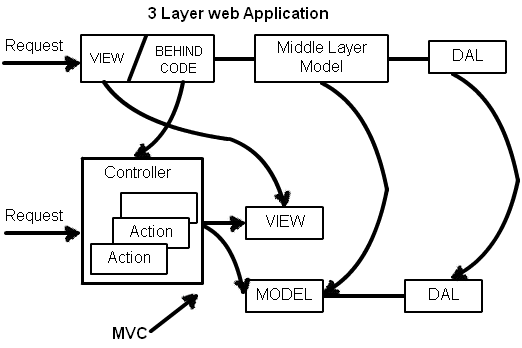 3 Layer web Application
Request
VIEW
BEHIND
CODE
Middle Layer
Model
DAL
Controller
Request
Action
Action
VIEW
MODEL
DAL
MVC